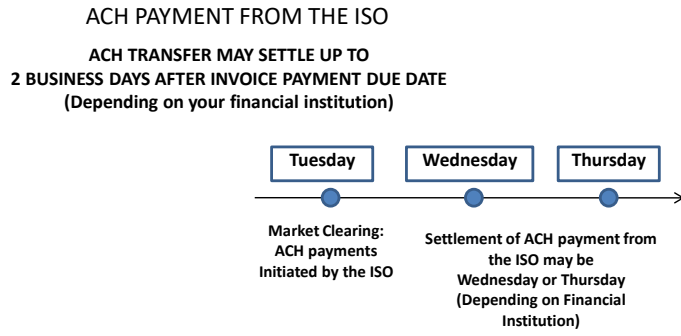 ACH PAYMENT FROM THE ISO
ACH TRANSFER MAY SETTLE UP TO
2 BUSINESS DAYS AFTER INVOICE PAYMENT DUE DATE
(Depending on your financial institution)
Tuesday
Wednesday
Thursday
Market Clearing:
ACH payments
Initiated by the ISO
Settlement of ACH payment from
the ISO may be
Wednesday or Thursday
(Depending on Financial
Institution)